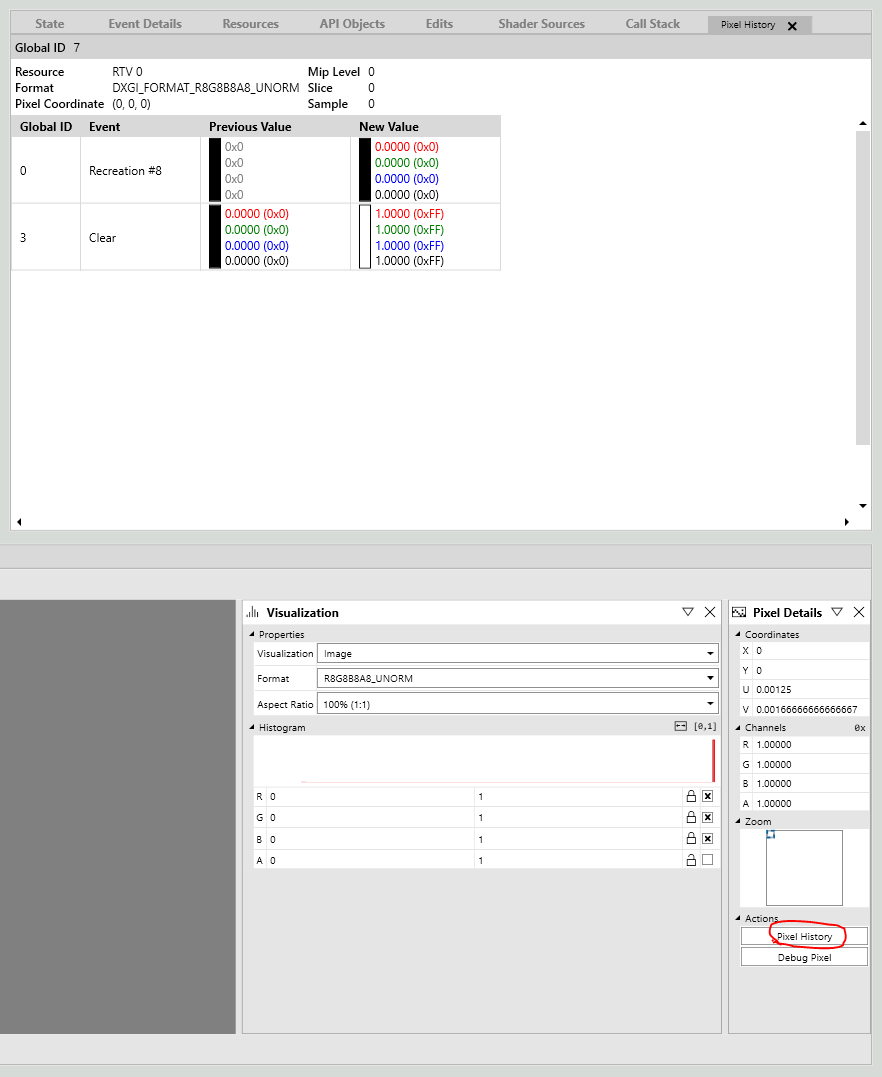 State Event Details Resources API Objects Edits Shader Sources Call Stack Pixel History
Global ID 7
Resource RTV 0 Mip Level 0
Format DXGI_FORMAT_R8G8B8A8_UNORM Slice 0
Pixel Coordinate (0, 0, 0) Sample 0
Global ID Event Previous Value New Value
0x0 0.0000 (0x0)
0x0 0.0000 (0x0)
0 Recreation #8
0x0 0.0000 (0x0)
0x0 0.0000 (0x0)
0.0000 (0x0) 1.0000 (0xFF)
0.0000 (0x0) 1.0000 (0xFF)
3 Clear
0.0000 (0x0) 1.0000 (0xFF)
0.0000 (0x0) 1.0000 (0xFF)
Visualization
Properties
Visualization Image
Format R8G8B8A8_UNORM
Aspect Ratio 100% (1:1)
Histogram [0,1]
R 0 1
G 0 1
B 0 1
A 0 1
Pixel Details
Coordinates
X 0
Y 0
U 0.00125
V 0.00166666666666667
Channels 0x
R 1.00000
G 1.00000
B 1.00000
A 1.00000
Zoom
Actions
Pixel History
Debug Pixel